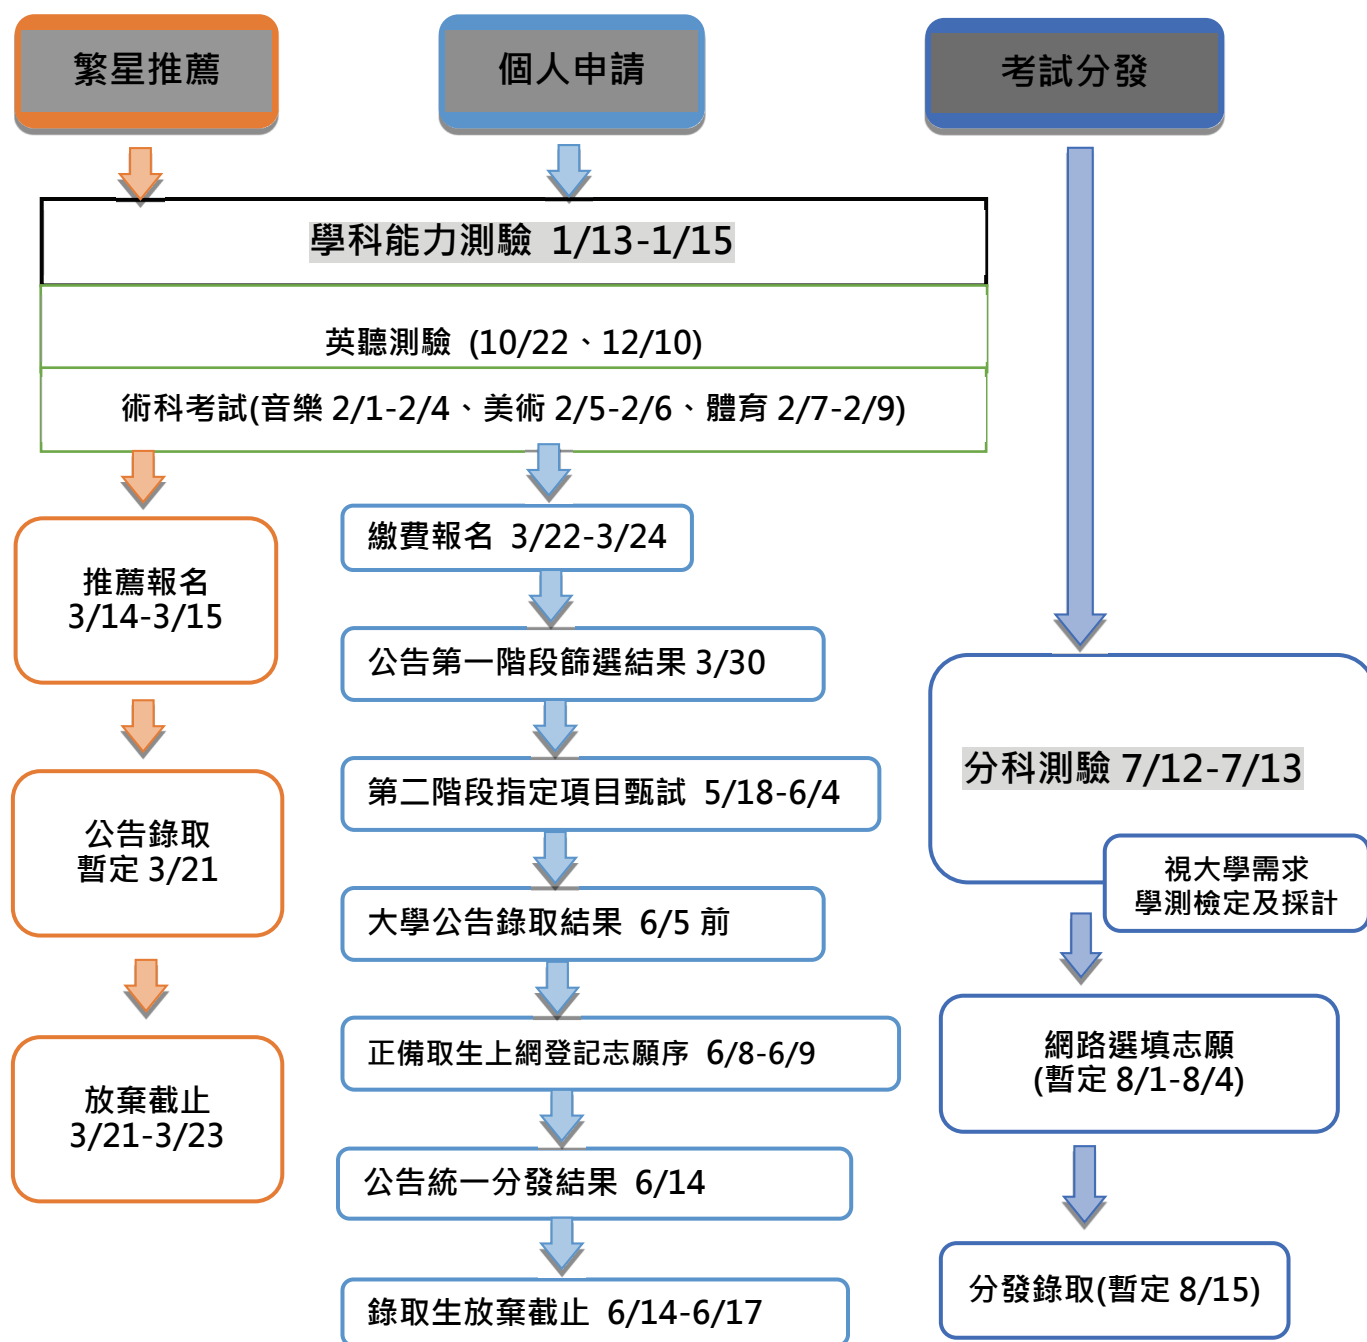 繁星推薦
個人申請
考試分發
學科能力測驗 1/13-1/15
英聽測驗 (10/22、12/10)
術科考試(音樂 2/1-2/4、美術 2/5-2/6、體育 2/7-2/9)
推薦報名
3/14-3/15
公告錄取
暫定 3/21
放棄截止
3/21-3/23
繳費報名 3/22-3/24
公告第一階段篩選結果 3/30
第二階段指定項目甄試 5/18-6/4
大學公告錄取結果 6/5 前
正備取生上網登記志願序 6/8-6/9
公告統一分發結果 6/14
錄取生放棄截止 6/14-6/17
分科測驗 7/12-7/13
視大學需求
學測檢定及採計
網路選填志願
(暫定 8/1-8/4)
分發錄取(暫定 8/15)